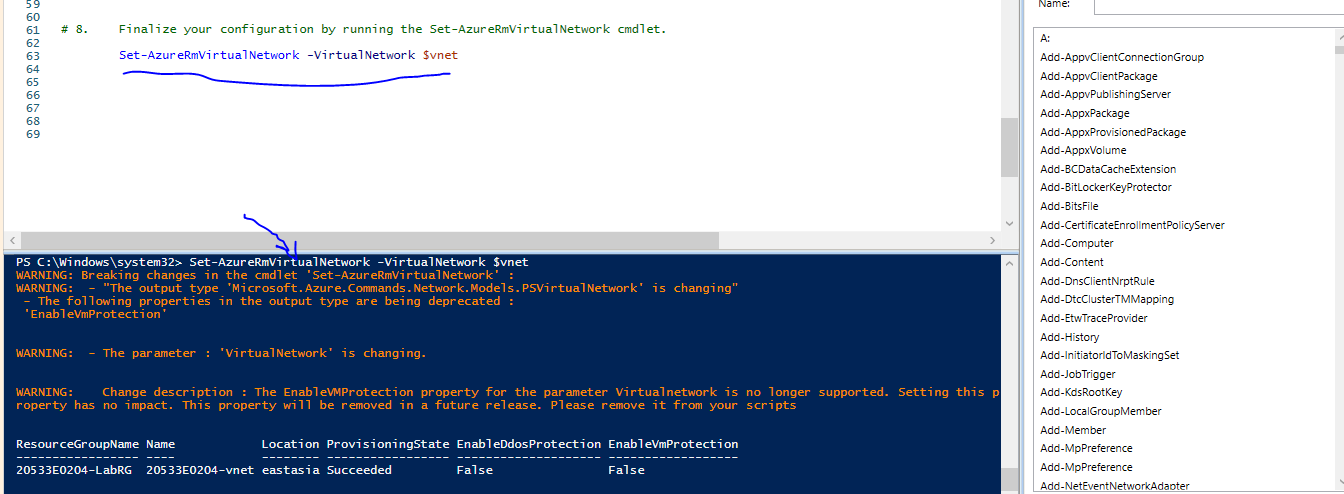 59
60
61 # 8. Finalize your configuration by running the Set-AzureRmVirtualNetwork cmdlet.
62
63 Set-AzureRmVirtualNetwork -VirtualNetwork $vnet
64
65
66
67
68
69
PS C:\Windows\system32> Set-AzureRmVirtualNetwork -VirtualNetwork $vnet
WARNING: Breaking changes in the cmdlet 'Set-AzureRmVirtualNetwork' :
WARNING:  - "The output type 'Microsoft.Azure.Commands.Network.Models.PSVirtualNetwork' is changing"
 - The following properties in the output type are being deprecated :
 'EnableVmProtection'
WARNING:  - The parameter : 'VirtualNetwork' is changing.
WARNING:    Change description : The EnableVMProtection property for the parameter Virtualnetwork is no longer supported. Setting this p
roperty has no impact. This property will be removed in a future release. Please remove it from your scripts
ResourceGroupName Name Location ProvisioningState EnableDdosProtection EnableVmProtection
----------------- ---- -------- ----------------- -------------------- ------------------
20533E0204-LabRG 20533E0204-vnet eastasia Succeeded False False
Name:
A:
Add-AppvClientConnectionGroup
Add-AppvClientPackage
Add-AppvPublishingServer
Add-AppxPackage
Add-AppxProvisionedPackage
Add-AppxVolume
Add-BCDataCacheExtension
Add-BitLockerKeyProtector
Add-BitsFile
Add-CertificateEnrollmentPolicyServer
Add-Computer
Add-Content
Add-DnsClientNrptRule
Add-DtcClusterTMMapping
Add-EtwTraceProvider
Add-History
Add-InitiatorIdToMaskingSet
Add-JobTrigger
Add-KdsRootKey
Add-LocalGroupMember
Add-Member
Add-MpPreference
Add-MpPreference
Add-NetEventNetworkAdapter